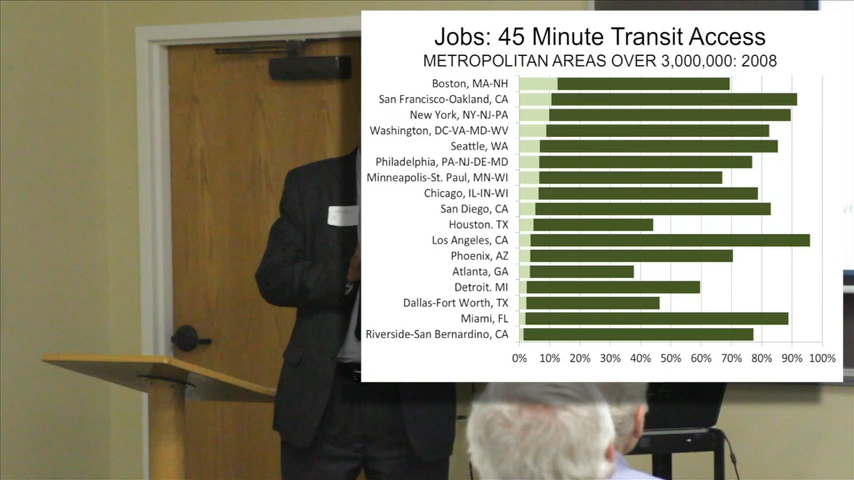 Jobs: 45 Minute Transit Access
METROPOLITAN AREAS OVER 3,000,000: 2008
Boston, MA-NH
San Francisco-Oakland, CA
New York, NY-NJ-PA
Washington, DC-VA-MD-WV
Seattle, WA
Philadelphia, PA-NJ-DE-MD
Minneapolis-St. Paul, MN-WI
Chicago, IL-IN-WI
San Diego, CA
Houston. TX
Los Angeles, CA
Phoenix, AZ
Atlanta, GA
Detroit. MI
Dallas-Fort Worth, TX
Miami, FL
Riverside-San Bernardino, CA
0% 10% 20% 30% 40% 50% 60% 70% 80% 90% 100%